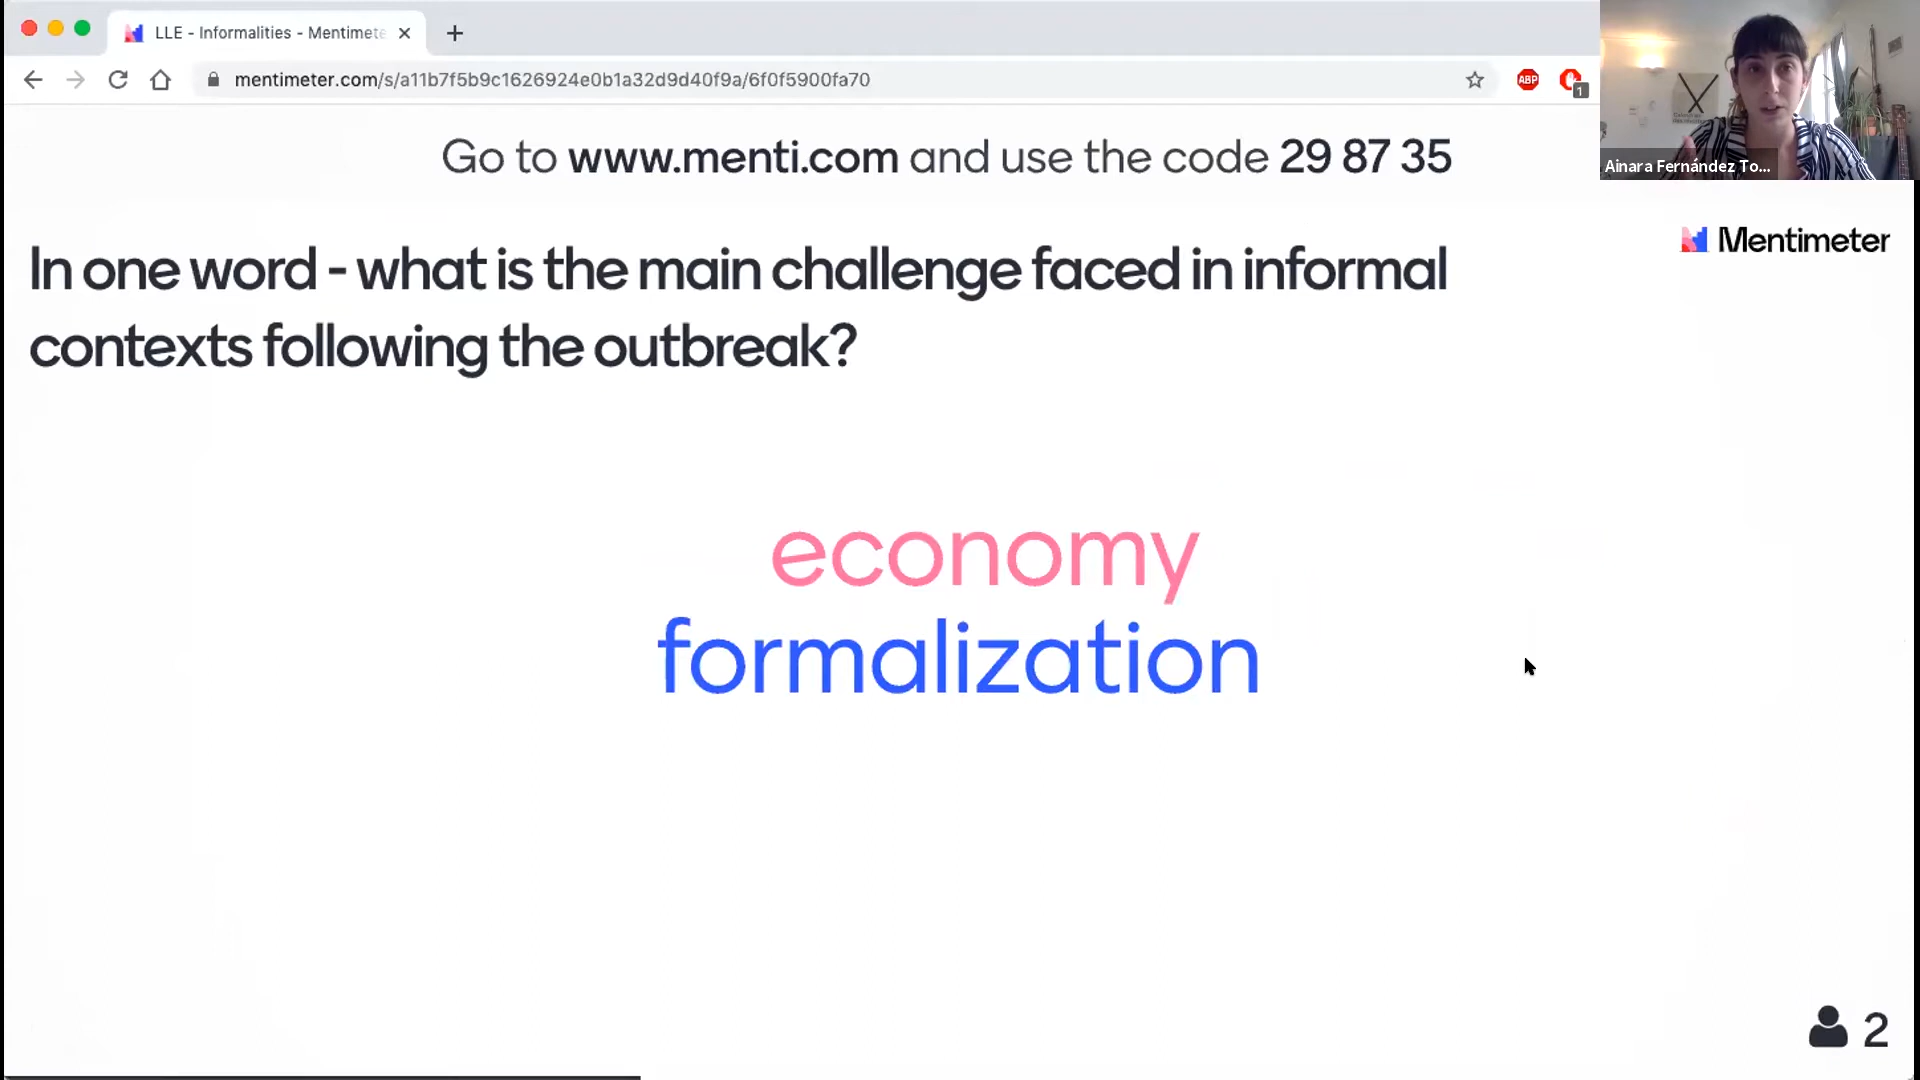 LLE - Informalities - Mentimete
mentimeter.com/s/a11b7f5b9c1626924e0b1a32d9d40f9a/6f0f5900fa70
ABP
1
Ainara Fernández To...
Go to www.menti.com and use the code 29 87 35
Mentimeter
In one word - what is the main challenge faced in informal
contexts following the outbreak?
economy
formalization
2